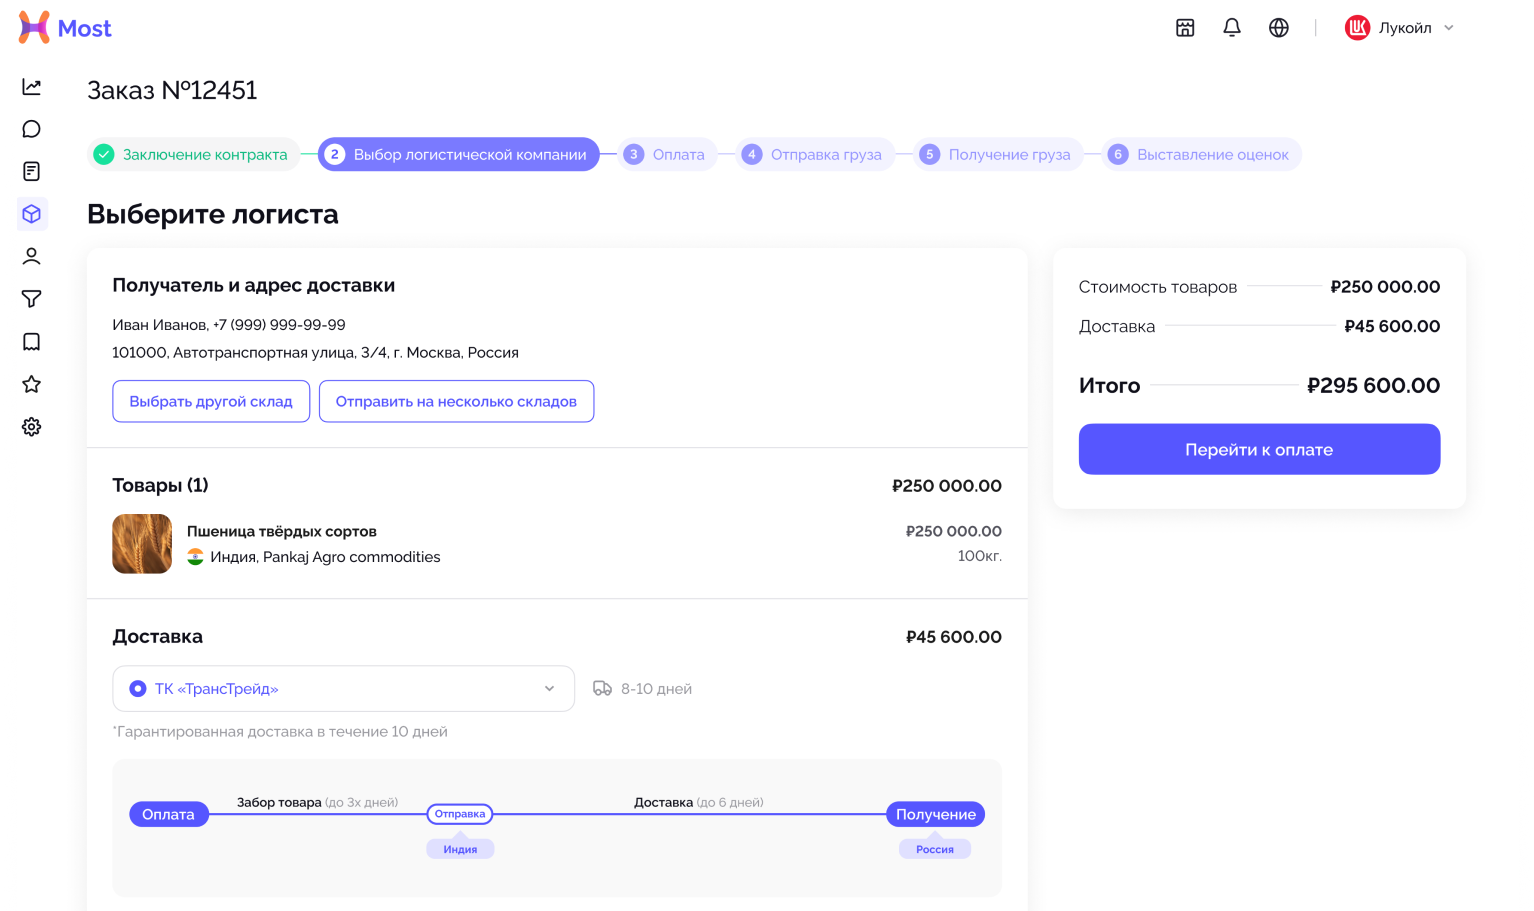 Most
Лукойл
Заказ №12451
Заключение контракта
2 Выбор логистической компании
3 Оплата
4 Отправка груза
5 Получение груза
6 Выставление оценок
Выберите логиста
Получатель и адрес доставки
Иван Иванов, +7 (999) 999-99-99
101000, Автотранспортная улица, 3/4, г. Москва, Россия
Выбрать другой склад
Отправить на несколько складов
Товары (1)
₽250 000.00
Пшеница твёрдых сортов
₽250 000.00
Индия, Pankaj Agro commodities
100кг.
Доставка
₽45 600.00
ТК «ТрансТрейд»
8-10 дней
*Гарантированная доставка в течение 10 дней
Оплата
Забор товара (до 3х дней)
Отправка
Индия
Доставка (до 6 дней)
Получение
Россия
Стоимость товаров
₽250 000.00
Доставка
₽45 600.00
Итого
₽295 600.00
Перейти к оплате